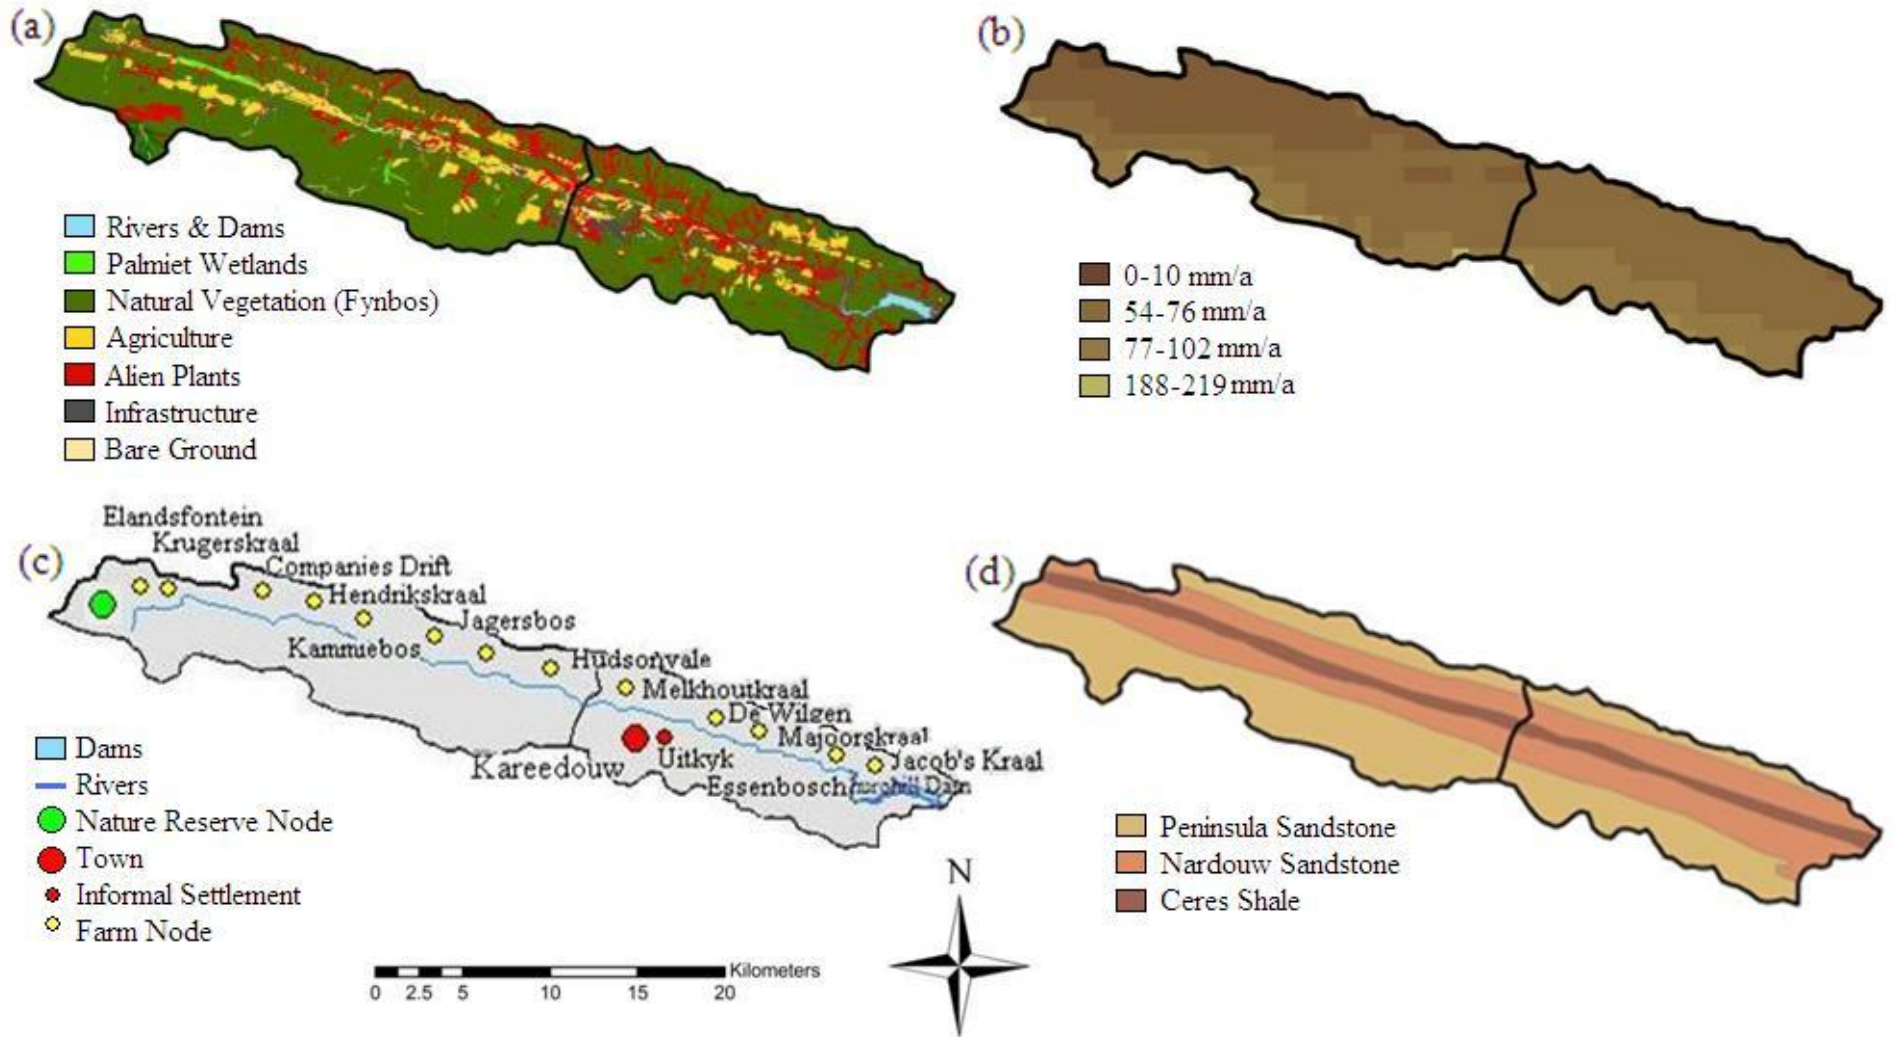 (a)
Rivers & Dams
Palmiet Wetlands
Natural Vegetation (Fynbos)
Agriculture
Alien Plants
Infrastructure
Bare Ground
(b)
0-10 mm/a
54-76 mm/a
77-102 mm/a
188-219 mm/a
(c)
Elandsfontein
Krugerskraal
Companies Drift
Hendrikskraal
Jagersbos
Kammiebos
Hudsonvale
Melkhoutkraal
De Wilgen
Majoorskraal
Jacob's Kraal
Kareedouw
Uitkyk
Essenbosch
Dam
Dams
Rivers
Nature Reserve Node
Town
Informal Settlement
Farm Node
0 2.5 5 10 15 20
Kilometers
N
(d)
Peninsula Sandstone
Nardouw Sandstone
Ceres Shale